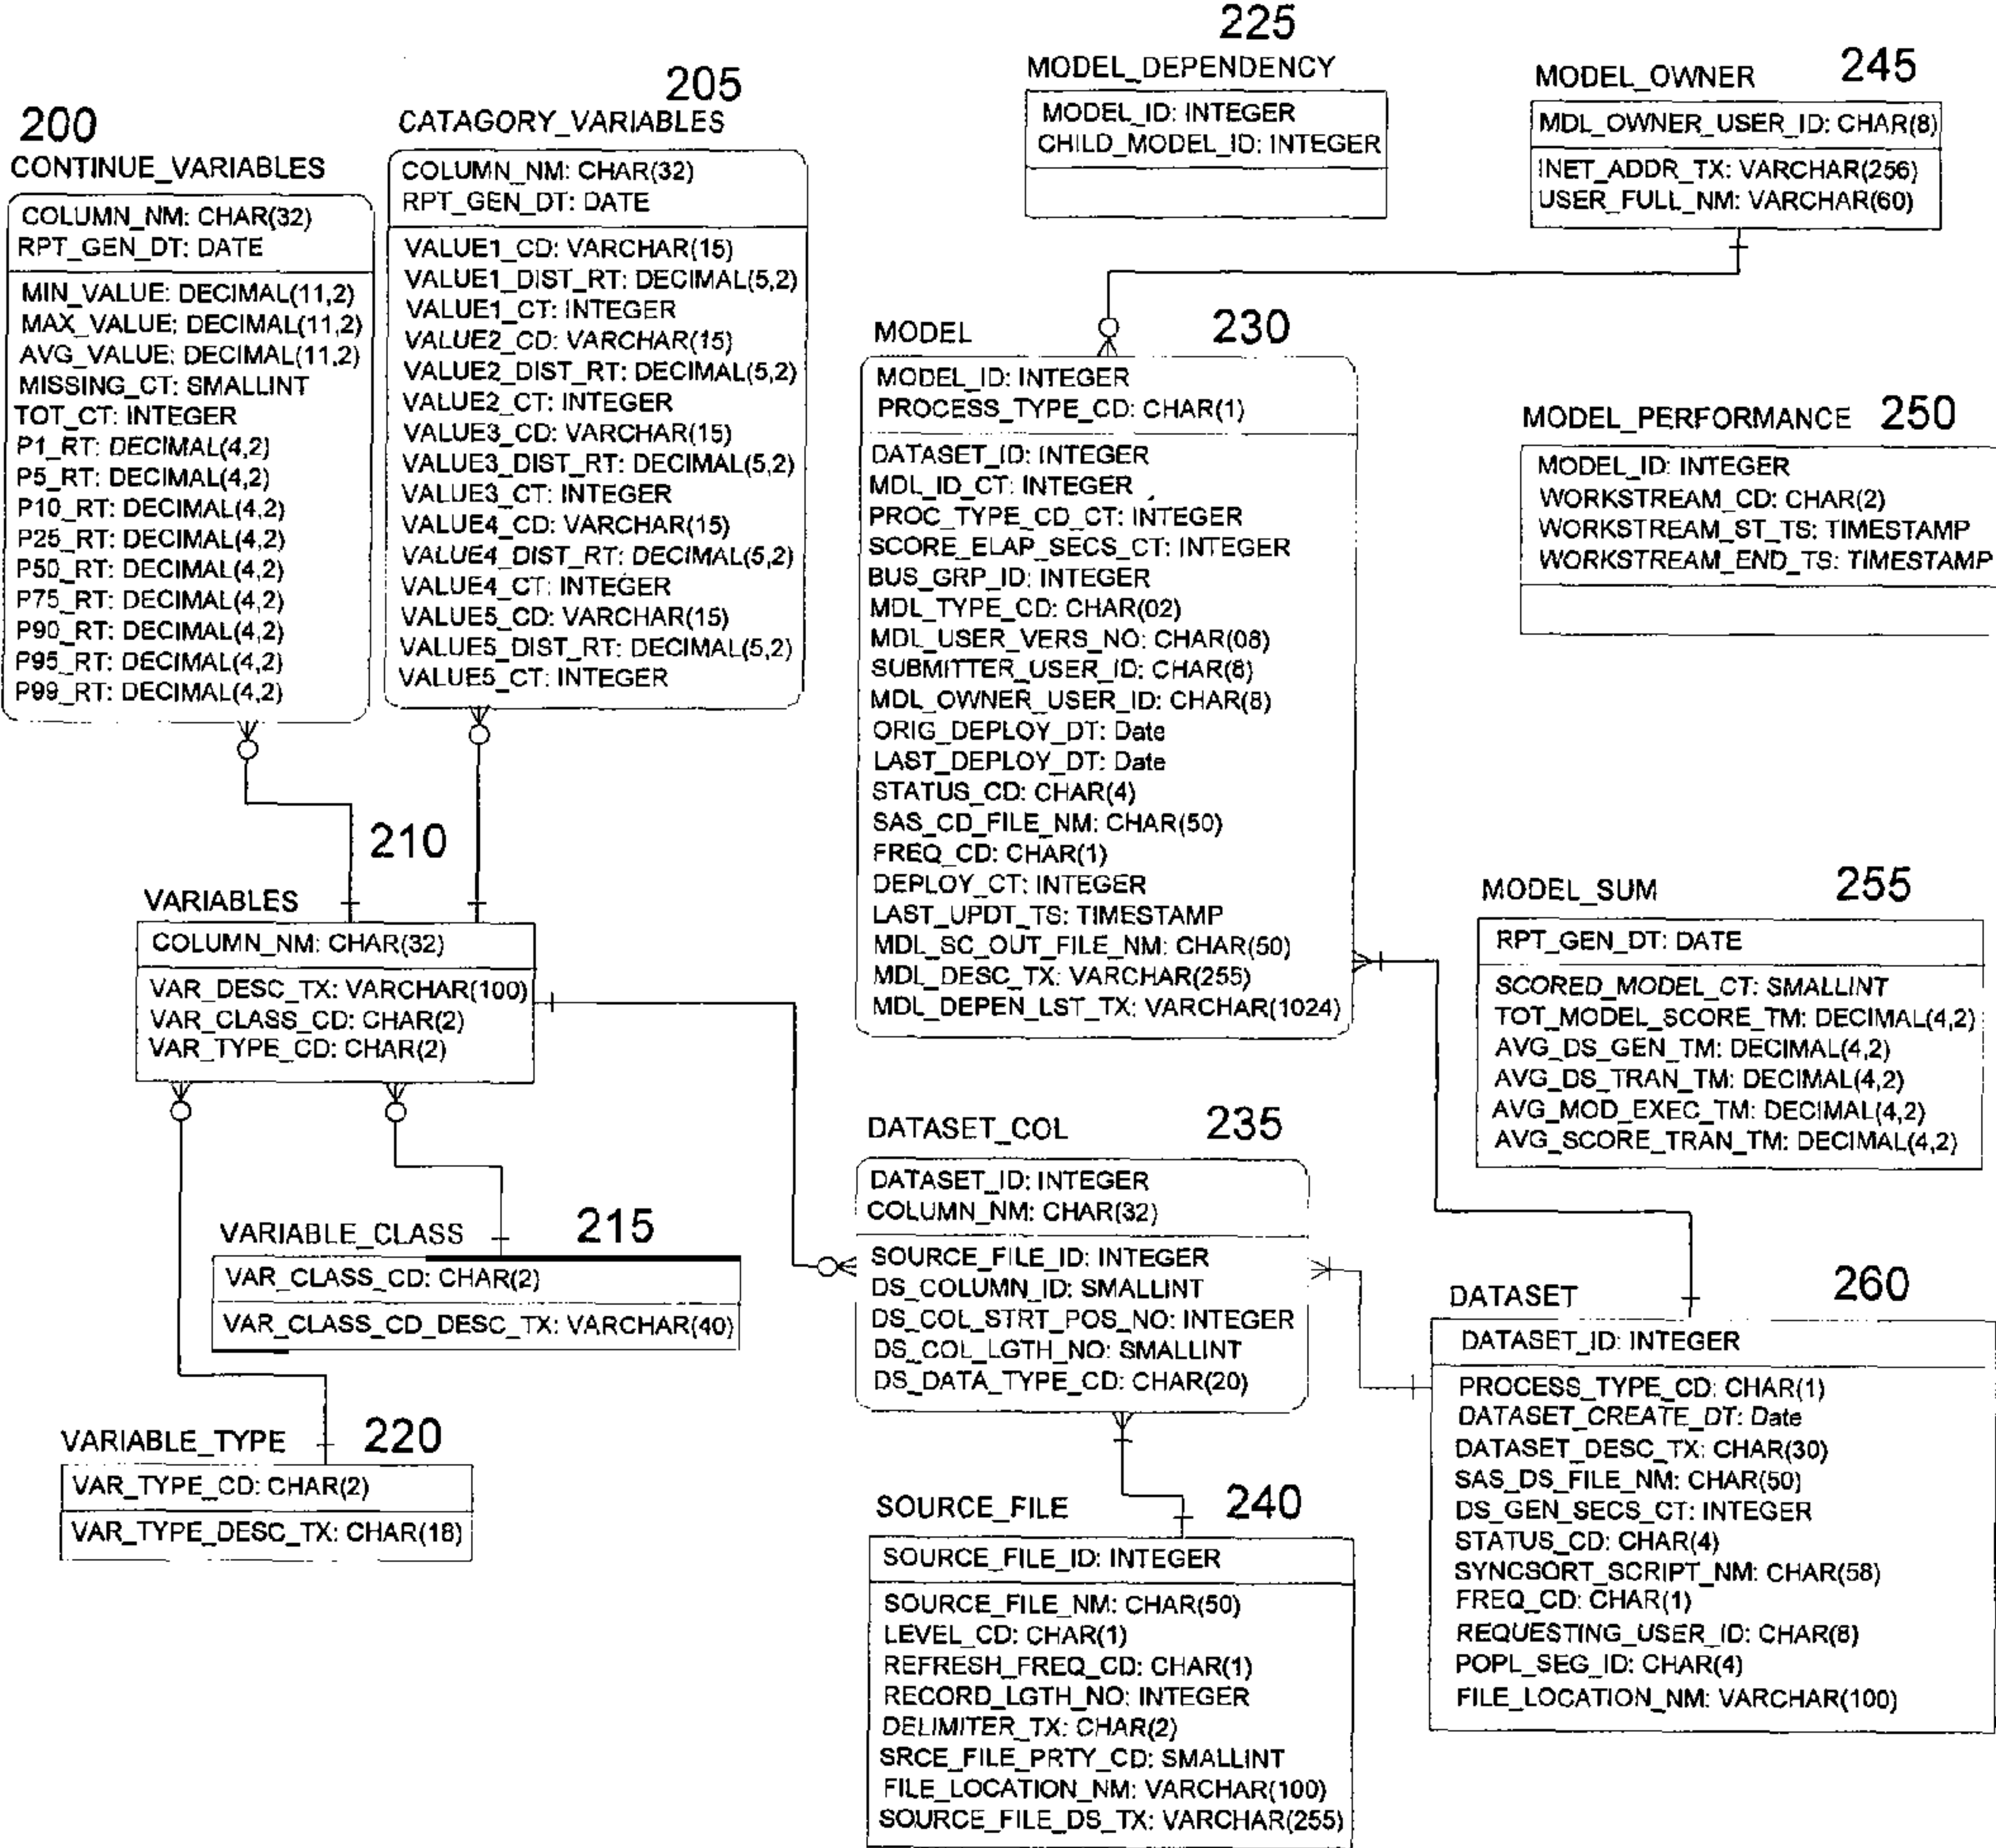 200
CONTINUE_VARIABLES
COLUMN_NM: CHAR(32)
RPT_GEN_DT: DATE
MIN_VALUE: DECIMAL(11,2)
MAX_VALUE: DECIMAL(11,2)
AVG_VALUE: DECIMAL(11,2)
MISSING_CT: SMALLINT
TOT_CT: INTEGER
P1_RT: DECIMAL(4,2)
P5_RT: DECIMAL(4,2)
P10_RT: DECIMAL(4,2)
P25_RT: DECIMAL(4,2)
P50_RT: DECIMAL(4,2)
P75_RT: DECIMAL(4,2)
P90_RT: DECIMAL(4,2)
P95_RT: DECIMAL(4,2)
P99_RT: DECIMAL(4,2)
205
CATAGORY_VARIABLES
COLUMN_NM: CHAR(32)
RPT_GEN_DT: DATE
VALUE1_CD: VARCHAR(15)
VALUE1_DIST_RT: DECIMAL(5,2)
VALUE1_CT: INTEGER
VALUE2_CD: VARCHAR(15)
VALUE2_DIST_RT: DECIMAL(5,2)
VALUE2_CT: INTEGER
VALUE3_CD: VARCHAR(15)
VALUE3_DIST_RT: DECIMAL(5,2)
VALUE3_CT: INTEGER
VALUE4_CD: VARCHAR(15)
VALUE4_DIST_RT: DECIMAL(5,2)
VALUE4_CT: INTEGER
VALUE5_CD: VARCHAR(15)
VALUE5_DIST_RT: DECIMAL(5,2)
VALUE5_CT: INTEGER
210
VARIABLES
COLUMN_NM: CHAR(32)
VAR_DESC_TX: VARCHAR(100)
VAR_CLASS_CD: CHAR(2)
VAR_TYPE_CD: CHAR(2)
215
VARIABLE_CLASS
VAR_CLASS_CD: CHAR(2)
VAR_CLASS_CD_DESC_TX: VARCHAR(40)
220
VARIABLE_TYPE
VAR_TYPE_CD: CHAR(2)
VAR_TYPE_DESC_TX: CHAR(18)
225
MODEL_DEPENDENCY
MODEL_ID: INTEGER
CHILD_MODEL_ID: INTEGER
MODEL 230
MODEL_ID: INTEGER
PROCESS_TYPE_CD: CHAR(1)
DATASET_ID: INTEGER
MDL_ID_CT: INTEGER
PROC_TYPE_CD_CT: INTEGER
SCORE_ELAP_SECS_CT: INTEGER
BUS_GRP_ID: INTEGER
MDL_TYPE_CD: CHAR(02)
MDL_USER_VERS_NO: CHAR(08)
SUBMITTER_USER_ID: CHAR(8)
MDL_OWNER_USER_ID: CHAR(8)
ORIG_DEPLOY_DT: Date
LAST_DEPLOY_DT: Date
STATUS_CD: CHAR(4)
SAS_CD_FILE_NM: CHAR(50)
FREQ_CD: CHAR(1)
DEPLOY_CT: INTEGER
LAST_UPDT_TS: TIMESTAMP
MDL_SC_OUT_FILE_NM: CHAR(50)
MDL_DESC_TX: VARCHAR(255)
MDL_DEPEN_LST_TX: VARCHAR(1024)
DATASET_COL 235
DATASET_ID: INTEGER
COLUMN_NM: CHAR(32)
SOURCE_FILE_ID: INTEGER
DS_COLUMN_ID: SMALLINT
DS_COL_STRT_POS_NO: INTEGER
DS_COL_LGTH_NO: SMALLINT
DS_DATA_TYPE_CD: CHAR(20)
SOURCE_FILE 240
SOURCE_FILE_ID: INTEGER
SOURCE_FILE_NM: CHAR(50)
LEVEL_CD: CHAR(1)
REFRESH_FREQ_CD: CHAR(1)
RECORD_LGTH_NO: INTEGER
DELIMITER_TX: CHAR(2)
SRCE_FILE_PRTY_CD: SMALLINT
FILE_LOCATION_NM: VARCHAR(100)
SOURCE_FILE_DS_TX: VARCHAR(255)
MODEL_OWNER 245
MDL_OWNER_USER_ID: CHAR(8)
INET_ADDR_TX: VARCHAR(256)
USER_FULL_NM: VARCHAR(60)
MODEL_PERFORMANCE 250
MODEL_ID: INTEGER
WORKSTREAM_CD: CHAR(2)
WORKSTREAM_ST_TS: TIMESTAMP
WORKSTREAM_END_TS: TIMESTAMP
MODEL_SUM 255
RPT_GEN_DT: DATE
SCORED_MODEL_CT: SMALLINT
TOT_MODEL_SCORE_TM: DECIMAL(4,2)
AVG_DS_GEN_TM: DECIMAL(4,2)
AVG_DS_TRAN_TM: DECIMAL(4,2)
AVG_MOD_EXEC_TM: DECIMAL(4,2)
AVG_SCORE_TRAN_TM: DECIMAL(4,2)
DATASET 260
DATASET_ID: INTEGER
PROCESS_TYPE_CD: CHAR(1)
DATASET_CREATE_DT: Date
DATASET_DESC_TX: CHAR(30)
SAS_DS_FILE_NM: CHAR(50)
DS_GEN_SECS_CT: INTEGER
STATUS_CD: CHAR(4)
SYNCSORT_SCRIPT_NM: CHAR(58)
FREQ_CD: CHAR(1)
REQUESTING_USER_ID: CHAR(8)
POPL_SEG_ID: CHAR(4)
FILE_LOCATION_NM: VARCHAR(100)